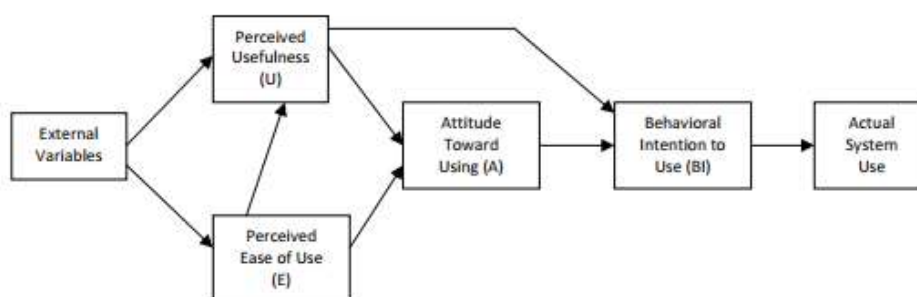 Perceived
Usefulness
(U)
External
Variables
Perceived
Ease of Use
(E)
Attitude
Toward
Using (A)
Behavioral
Intention to
Use (BI)
Actual
System
Use